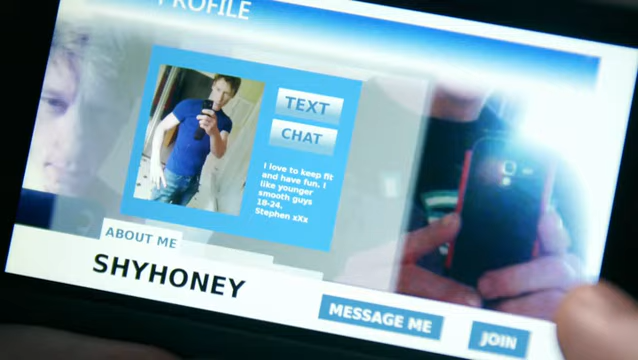 PROFILE
TEXT
CHAT
I love to keep fit
and have fun. I
like younger
smooth guys
18-24.
Stephen xXx
ABOUT ME
SHYHONEY
MESSAGE ME
JOIN